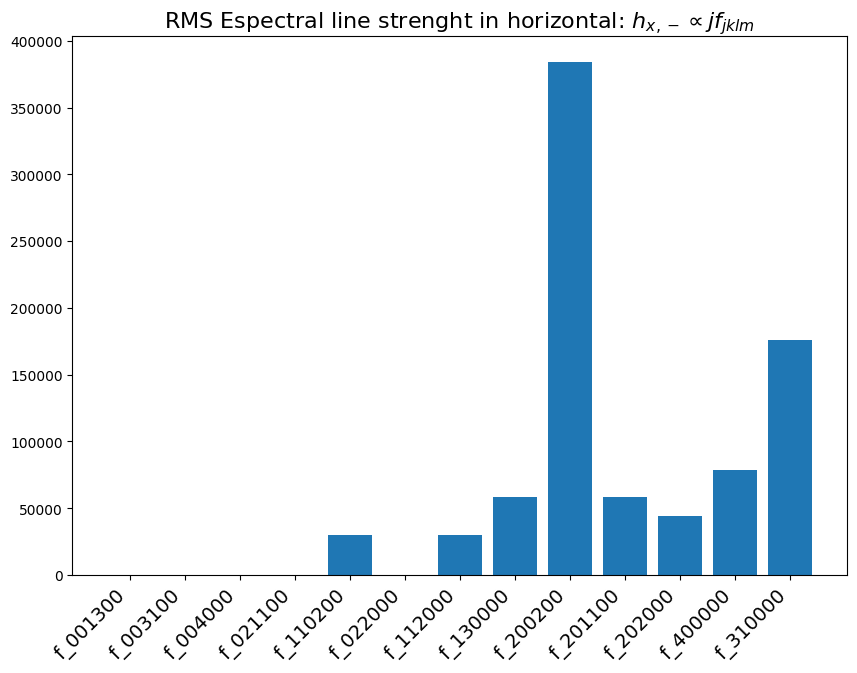 RMS Espectral line strenght in horizontal: $h_{x,-} \propto jf_{jklm}$
400000
350000
300000
250000
200000
150000
100000
50000
0
f_001300
f_003100
f_004000
f_021100
f_110200
f_022000
f_112000
f_130000
f_200200
f_201100
f_202000
f_400000
f_310000